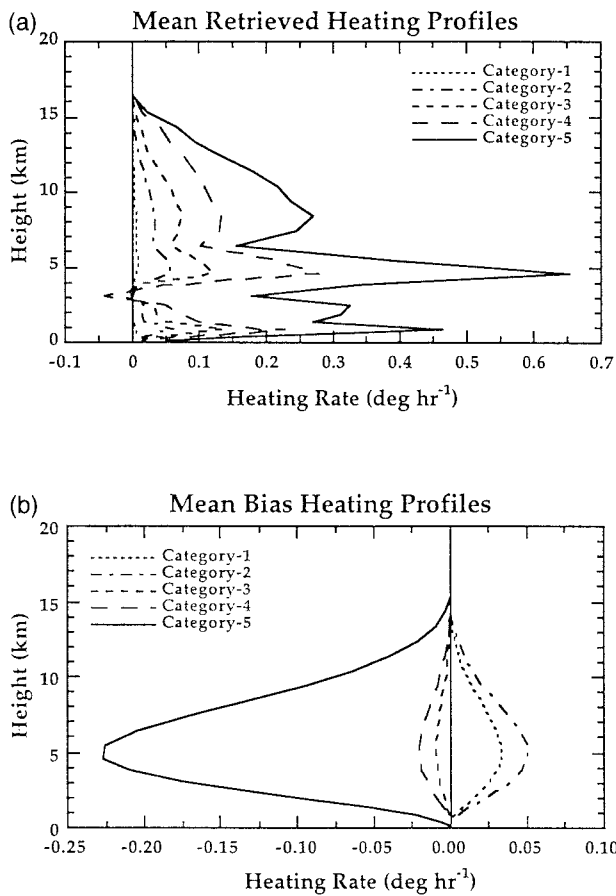 (a) Mean Retrieved Heating Profiles
20
15
10
5
0
Height (km)
Category-1
Category-2
Category-3
Category-4
Category-5
-0.1 0 0.1 0.2 0.3 0.4 0.5 0.6 0.7
Heating Rate (deg hr-1)
(b) Mean Bias Heating Profiles
20
15
10
5
0
Height (km)
Category-1
Category-2
Category-3
Category-4
Category-5
-0.25 -0.20 -0.15 -0.10 -0.05 0.00 0.05 0.10
Heating Rate (deg hr-1)